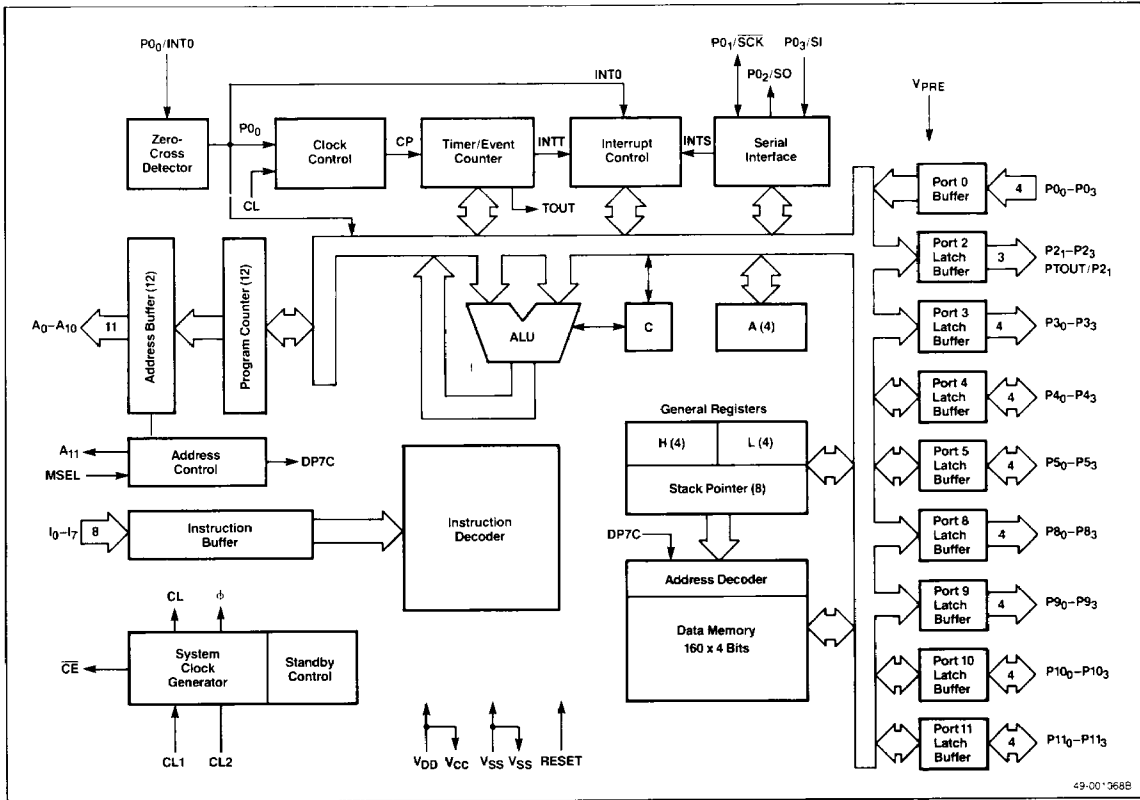 P0₀/INT0
P0₁/SCK
P0₃/SI
INT0
P0₂/SO
VPRE
Zero-
Cross
Detector
P0₀
Clock
Control
CP
Timer/Event
Counter
INTT
Interrupt
Control
INTS
Serial
Interface
CL
TOUT
Port 0
Buffer
4
P0₀–P0₃
Port 2
Latch
Buffer
3
P2₁–P2₃
PTOUT/P2₁
A₀–A₁₀
11
Address Buffer (12)
Program Counter (12)
ALU
C
A (4)
Port 3
Latch
Buffer
4
P3₀–P3₃
Port 4
Latch
Buffer
4
P4₀–P4₃
General Registers
H (4)
L (4)
Stack Pointer (8)
A₁₁
MSEL
Address
Control
DP7C
Port 5
Latch
Buffer
4
P5₀–P5₃
I₀–I₇
8
Instruction
Buffer
Instruction
Decoder
DP7C
Port 8
Latch
Buffer
4
P8₀–P8₃
Address Decoder
Data Memory
160 x 4 Bits
Port 9
Latch
Buffer
4
P9₀–P9₃
CL
ϕ
CE
System
Clock
Generator
Standby
Control
CL1
CL2
VDD
VCC
VSS
VSS
RESET
Port 10
Latch
Buffer
4
P10₀–P10₃
Port 11
Latch
Buffer
4
P11₀–P11₃
49-001368B